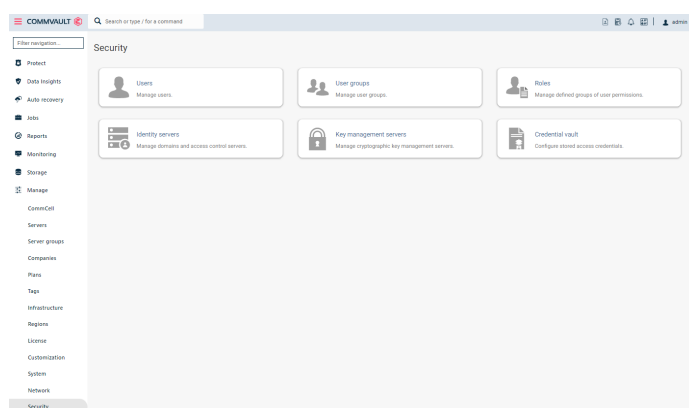 COMMVAULT
Search or type / for a command
admin
Filter navigation...
Security
Protect
Data Insights
Auto recovery
Jobs
Reports
Monitoring
Storage
Manage
CommCell
Servers
Server groups
Companies
Plans
Tags
Infrastructure
Regions
License
Customization
System
Network
Security
Users
Manage users.
User groups
Manage user groups.
Roles
Manage defined groups of user permissions.
Identity servers
Manage domains and access control servers.
Key management servers
Manage cryptographic key management servers.
Credential vault
Configure stored access credentials.